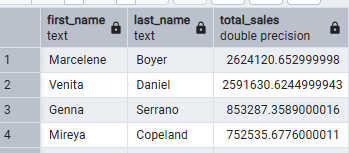 first_name last_name total_sales
text text double precision
1 Marcelene Boyer 2624120.652999998
2 Venita Daniel 2591630.6244999943
3 Genna Serrano 853287.3589000016
4 Mireya Copeland 752535.6776000011